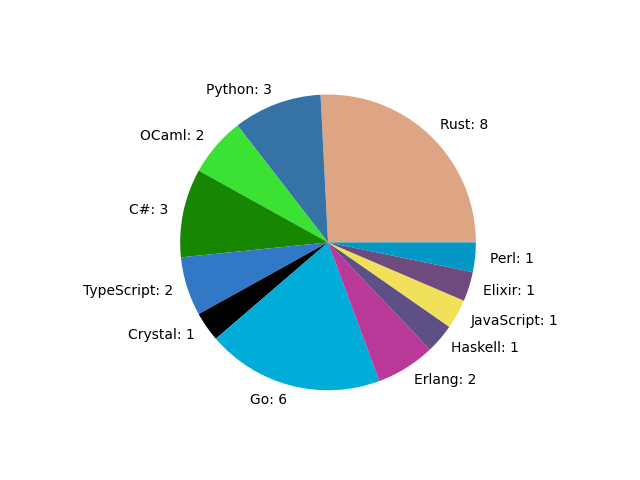 Python: 3
Rust: 8
OCaml: 2
C#: 3
Perl: 1
TypeScript: 2
Elixir: 1
JavaScript: 1
Crystal: 1
Haskell: 1
Erlang: 2
Go: 6